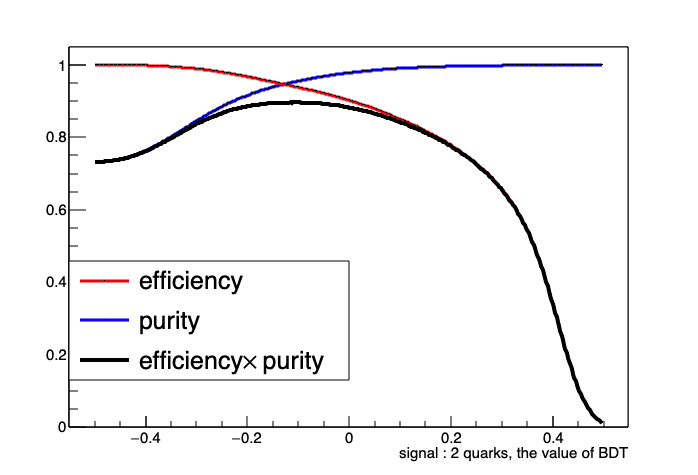 1
0.8
0.6
0.4
0.2
0
efficiency
purity
efficiency× purity
−0.4 −0.2 0 0.2 0.4
signal : 2 quarks, the value of BDT